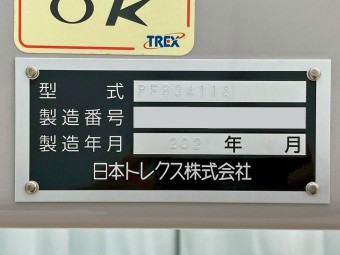 OK
TREX
型式
製造番号
製造年月 202 年 月
日本トレクス株式会社